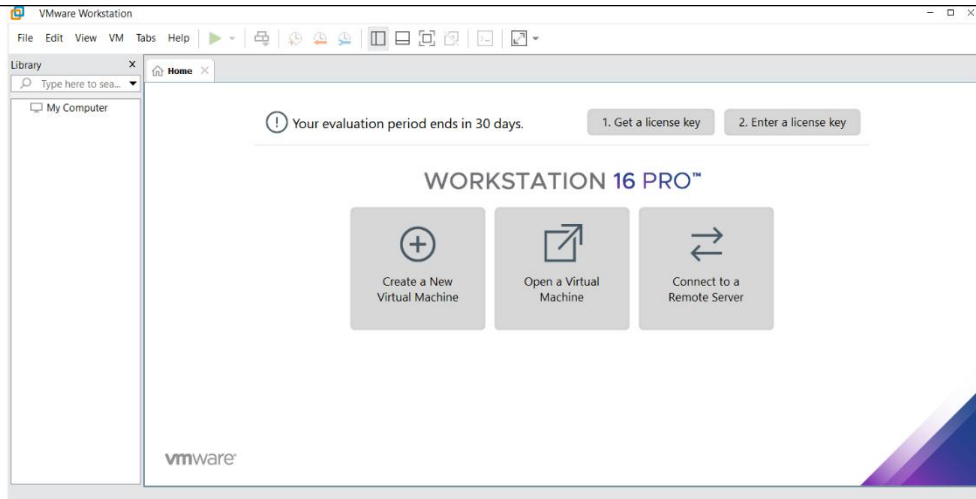 VMware Workstation
File Edit View VM Tabs Help
Library X
Home
Type here to sea...
My Computer
Your evaluation period ends in 30 days.
1. Get a license key
2. Enter a license key
WORKSTATION 16 PRO™
Create a New
Virtual Machine
Open a Virtual
Machine
Connect to a
Remote Server
vmware